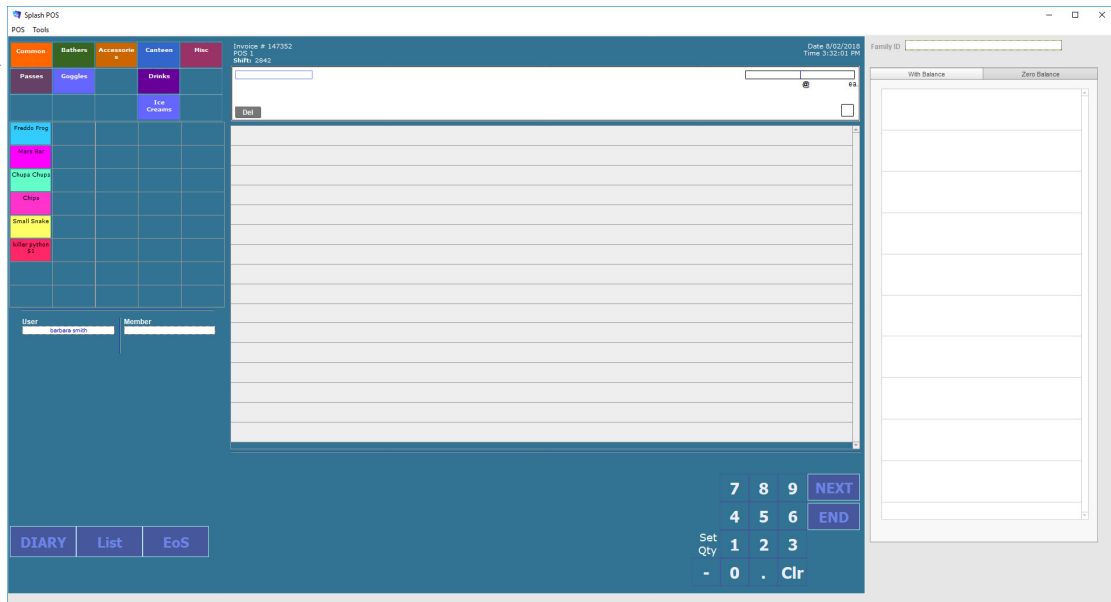 Splash POS
POS Tools
Common Bathers Accessorie Canteen Misc
s
Passes Goggles Drinks
Ice
Creams
Freddo Frog
Mars Bar
Chupa Chups
Chips
Small Snake
killer python
User Member
barbara smith
DIARY List EoS
Invoice # 147352
POS 1
Shift: 2842
Date 8/02/2018
Time 3:32:01 PM
@ ea.
Del
7 8 9 NEXT
4 5 6 END
Set
Qty 1 2 3
- 0 . Clr
Family ID
With Balance Zero Balance